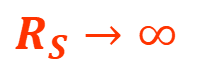 R_S → ∞